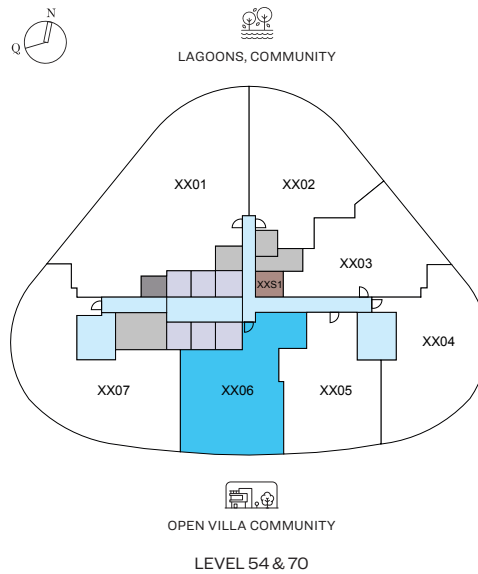 N
Q
LAGOONS, COMMUNITY
XX01
XX02
XX03
XXS1
XX04
XX07
XX06
XX05
OPEN VILLA COMMUNITY
LEVEL 54 & 70